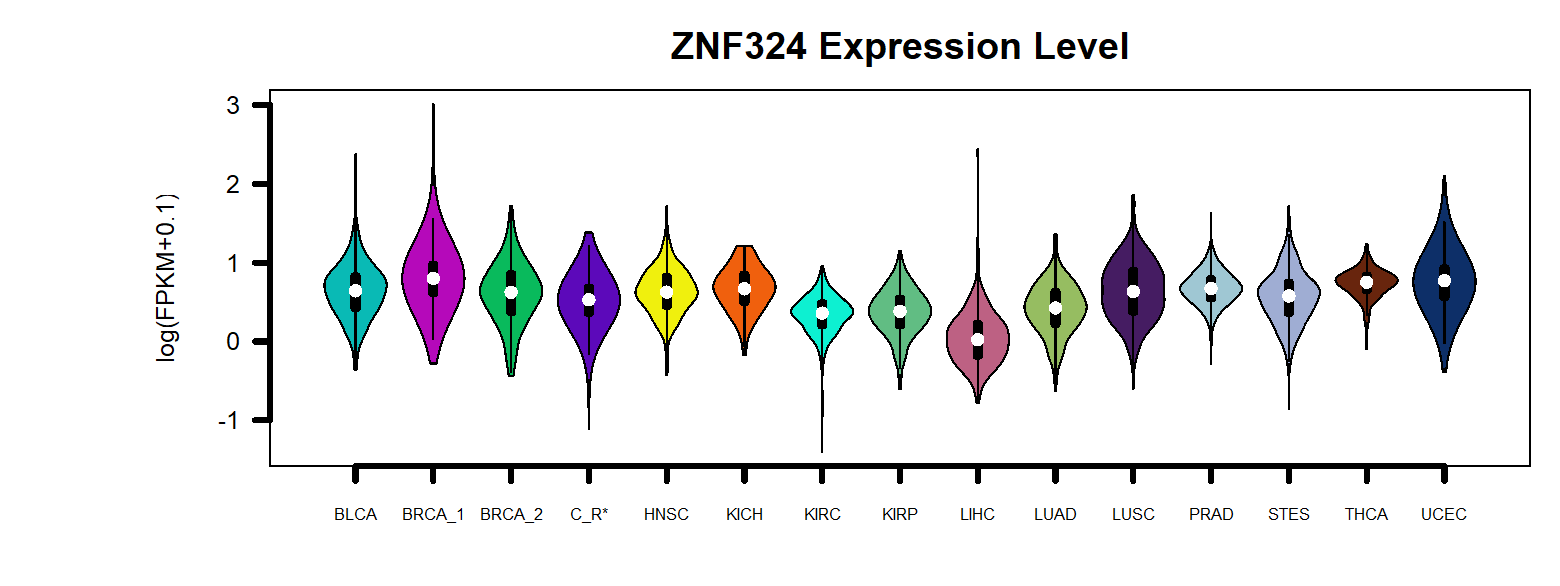 ZNF324 Expression Level
log(FPKM+0.1)
3
2
1
0
-1
BLCA BRCA_1 BRCA_2 C_R* HNSC KICH KIRC KIRP LIHC LUAD LUSC PRAD STES THCA UCEC